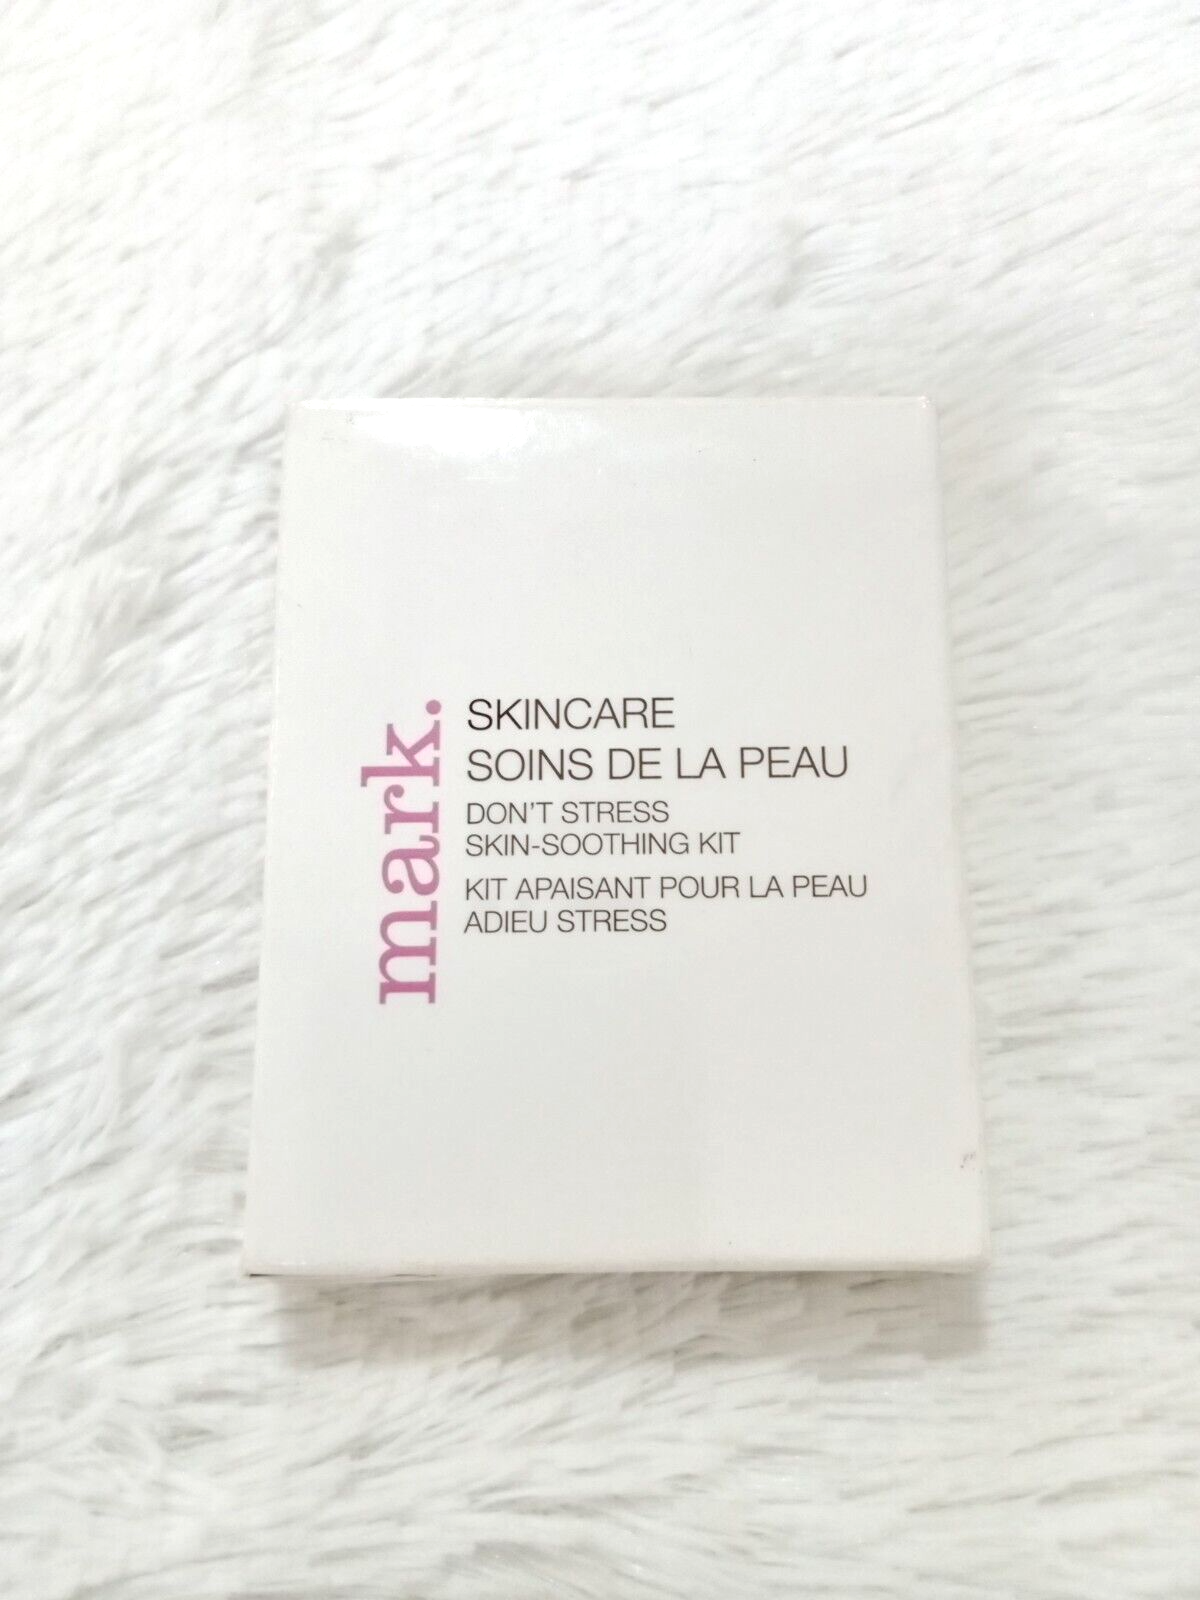 mark.
SKINCARE
SOINS DE LA PEAU
DON'T STRESS
SKIN-SOOTHING KIT
KIT APAISANT POUR LA PEAU
ADIEU STRESS